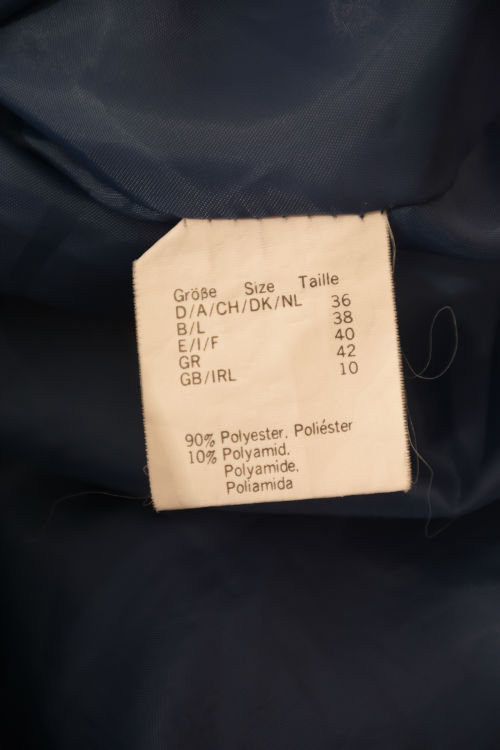 Größe Size Taille
D/A/CH/DK/NL 36
B/L 38
E/I/F 40
GR 42
GB/IRL 10
90% Polyester, Poliéster
10% Polyamid,
Polyamide,
Poliamida